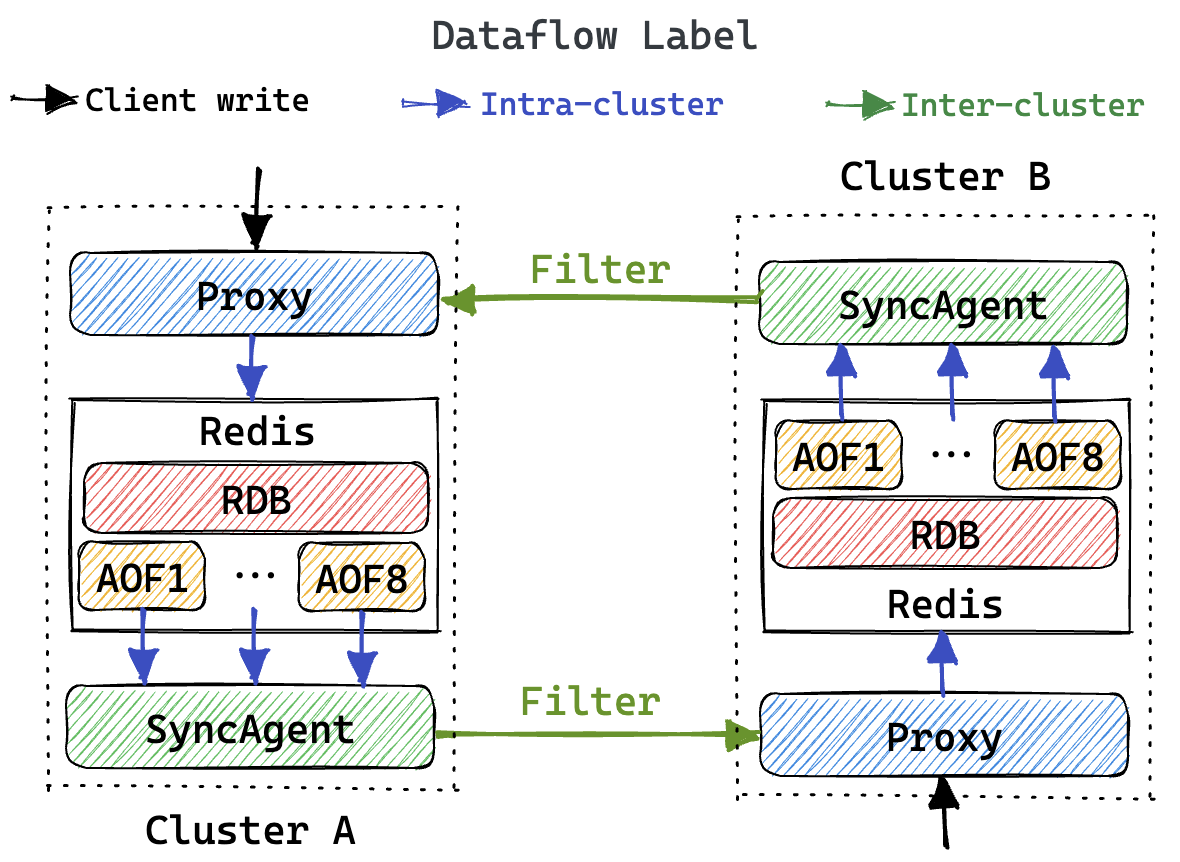 Dataflow Label
Client write
Intra-cluster
Inter-cluster
Cluster B
Proxy
Filter
SyncAgent
Redis
RDB
AOF1 ... AOF8
SyncAgent
Cluster A
AOF1 ... AOF8
RDB
Redis
Filter
Proxy